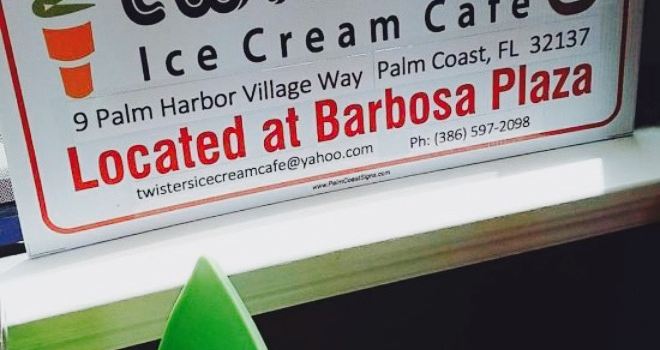 Ice Cream Cafe
9 Palm Harbor Village Way Palm Coast, FL 32137
Located at Barbosa Plaza
twistersicecreamcafe@yahoo.com Ph: (386) 597-2098
www.PalmCoastSigns.com